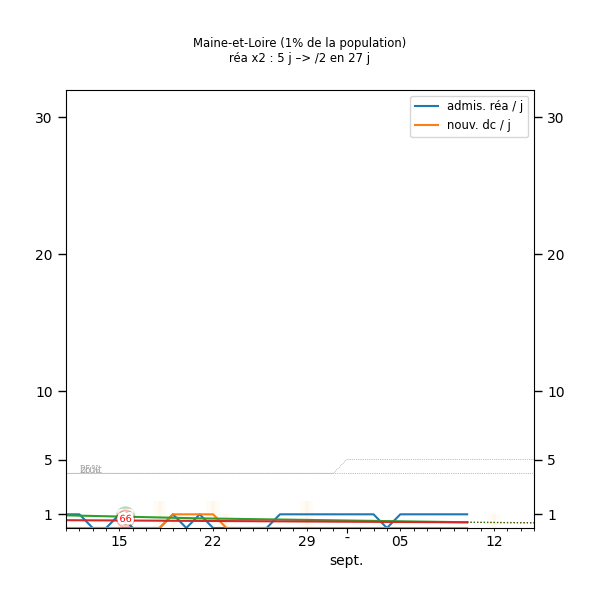 Maine-et-Loire (1% de la population)
réa x2 : 5 j –> /2 en 27 j
admis. réa / j
nouv. dc / j
30 30
20 20
10 10
5
5
1 1
66
15 22 29 - 05 12
sept.